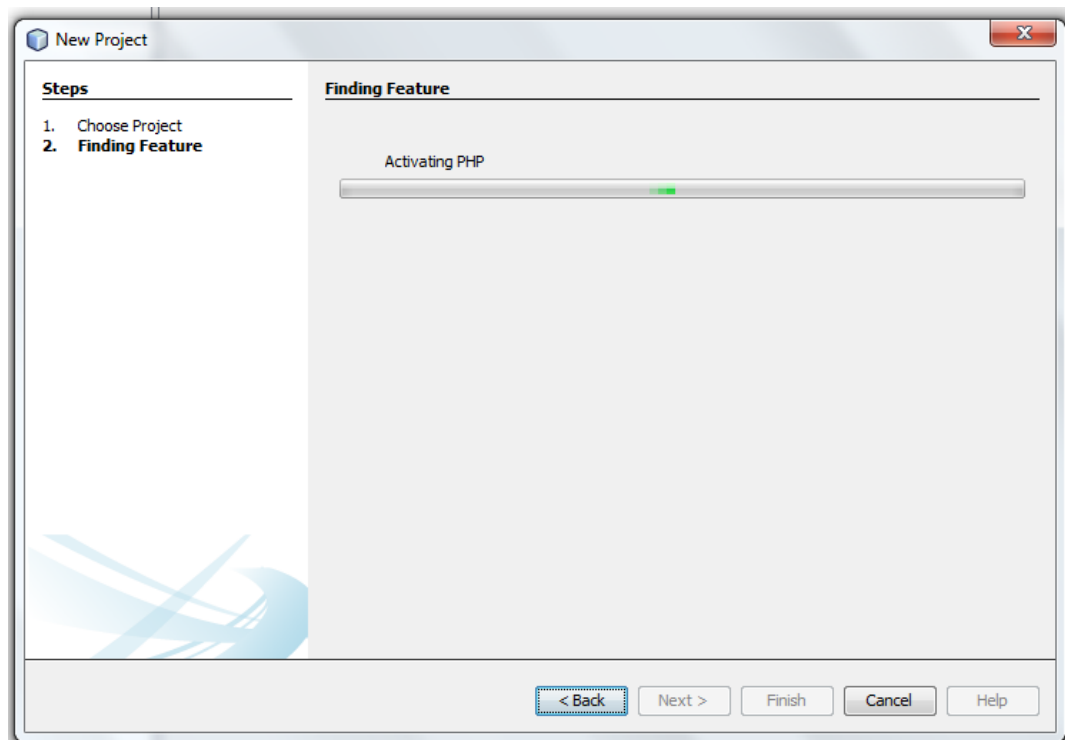 New Project
Steps
1. Choose Project
2. Finding Feature
Finding Feature
Activating PHP
< Back
Next >
Finish
Cancel
Help